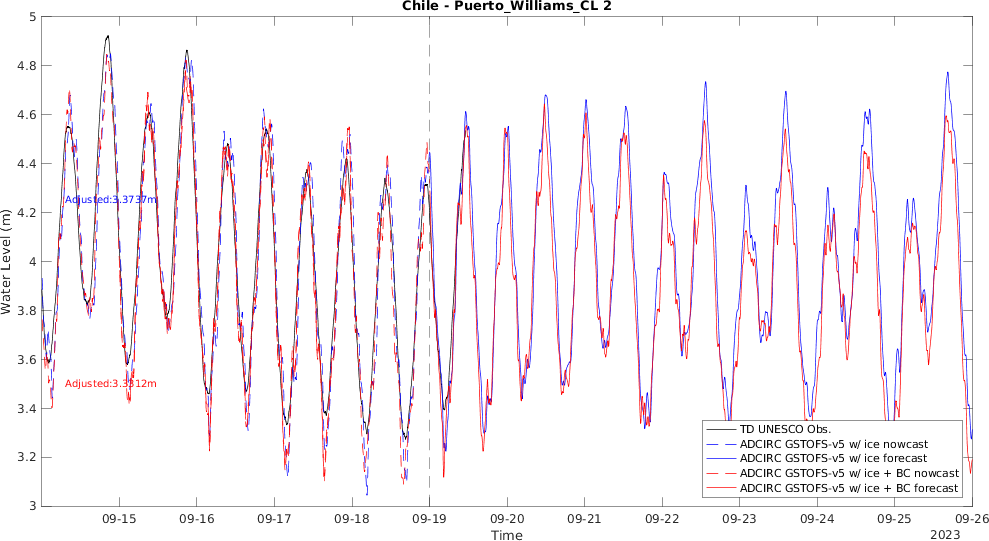 Chile - Puerto_Williams_CL 2
5
4.8
4.6
4.4
4.2
4
3.8
3.6
3.4
3.2
3
Water Level (m)
Adjusted:3.3737m
Adjusted:3.3312m
TD UNESCO Obs.
ADCIRC GSTOFS-v5 w/ ice nowcast
ADCIRC GSTOFS-v5 w/ ice forecast
ADCIRC GSTOFS-v5 w/ ice + BC nowcast
ADCIRC GSTOFS-v5 w/ ice + BC forecast
09-15 09-16 09-17 09-18 09-19 09-20 09-21 09-22 09-23 09-24 09-25 09-26
Time
2023